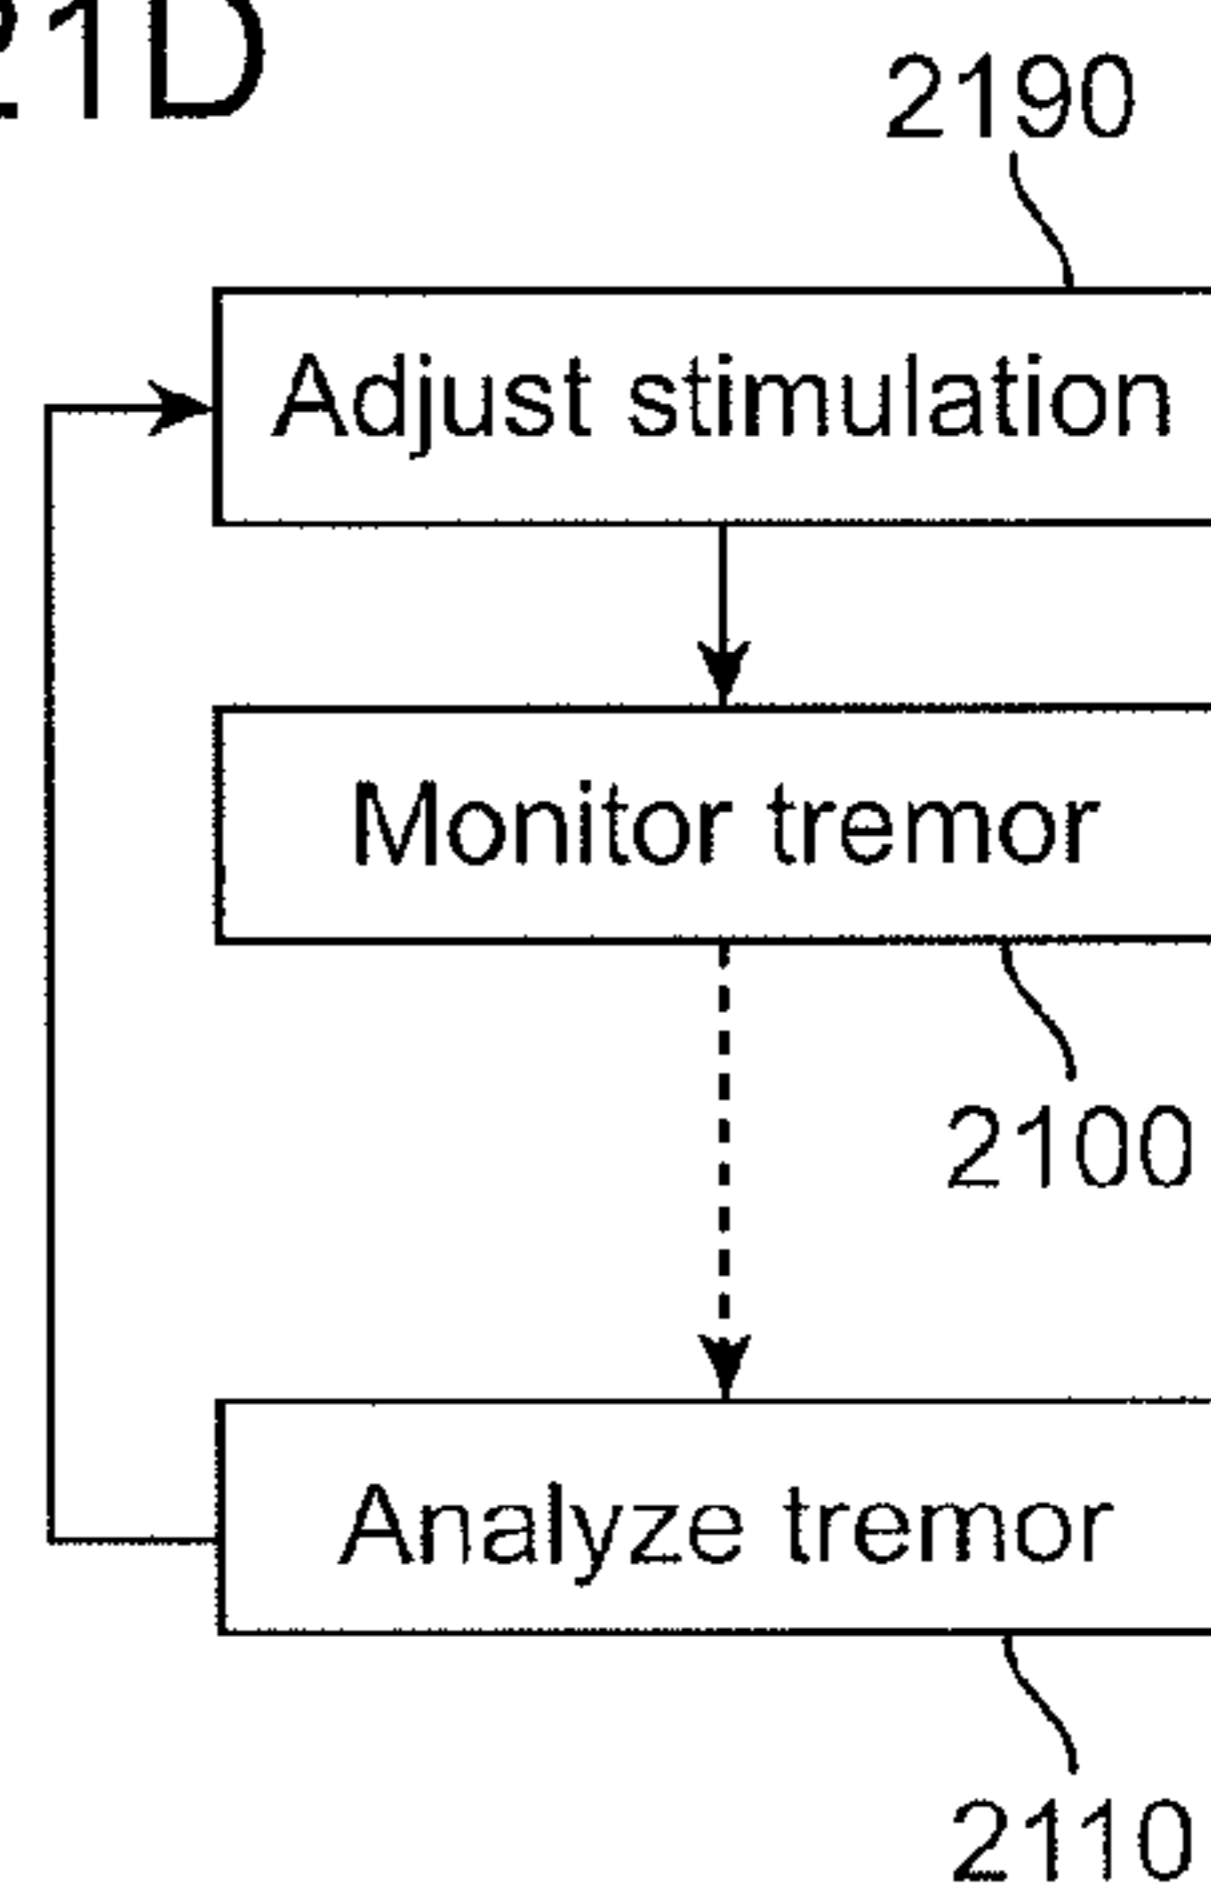 21D
2190
Adjust stimulation
Monitor tremor
2100
Analyze tremor
2110